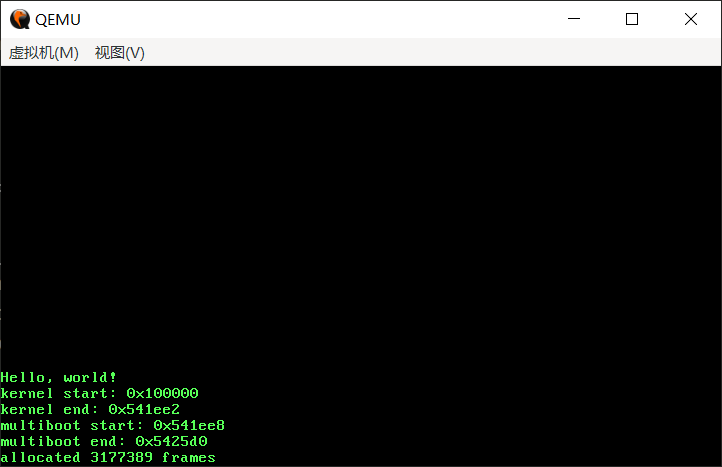 QEMU
虚拟机(M) 视图(V)
Hello, world!
kernel start: 0x100000
kernel end: 0x541ee2
multiboot start: 0x541ee8
multiboot end: 0x5425d0
allocated 3177389 frames